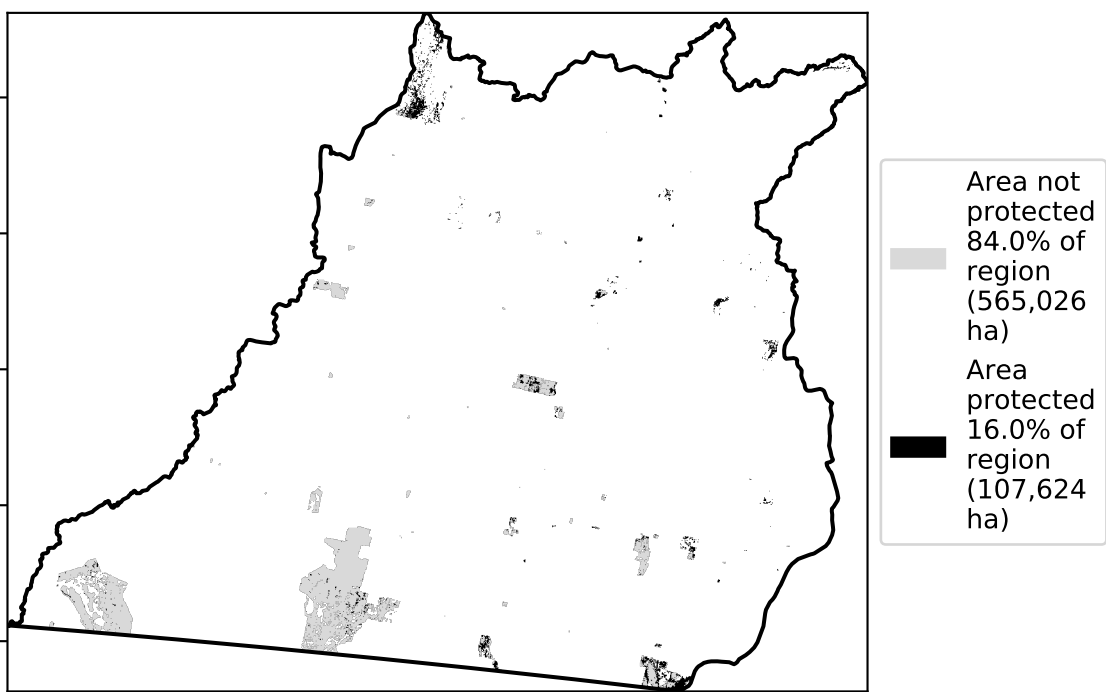 Area not
protected
84.0% of
region
(565,026
ha)
Area
protected
16.0% of
region
(107,624
ha)